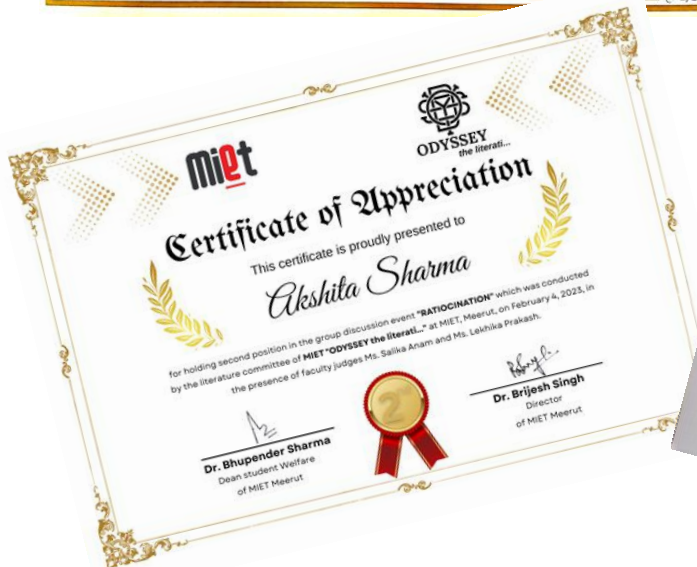 miet
ODYSSEY
the literati...
Certificate of Appreciation
This certificate is proudly presented to
Akshita Sharma
for holding second position in the group discussion event "RATIOCINATION" which was conducted
by the literature committee of MIET "ODYSSEY the literati..." at MIET, Meerut, on February 4, 2023, in
the presence of faculty judges Ms. Salika Anam and Ms. Lekhika Prakash.
2nd
Dr. Bhupender Sharma
Dean student Welfare
of MIET Meerut
Dr. Brijesh Singh
Director
of MIET Meerut